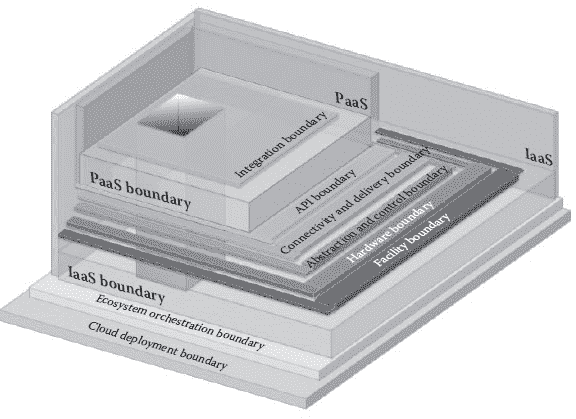 PaaS
IaaS
Integration boundary
PaaS boundary
API boundary
Connectivity and delivery boundary
Abstraction and control boundary
Hardware boundary
Facility boundary
IaaS boundary
Ecosystem orchestration boundary
Cloud deployment boundary